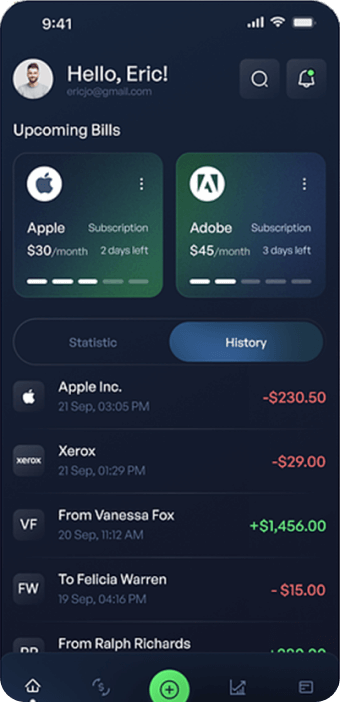 9:41
Hello, Eric!
ericjo@gmail.com
Upcoming Bills
Apple Subscription
$30/month 2 days left
Adobe Subscription
$45/month 3 days left
Statistic History
Apple Inc.
21 Sep, 03:05 PM
-$230.50
xerox
Xerox
21 Sep, 01:29 PM
-$29.00
VF
From Vanessa Fox
20 Sep, 11:12 AM
+$1,456.00
FW
To Felicia Warren
19 Sep, 04:16 PM
- $15.00
From Ralph Richards